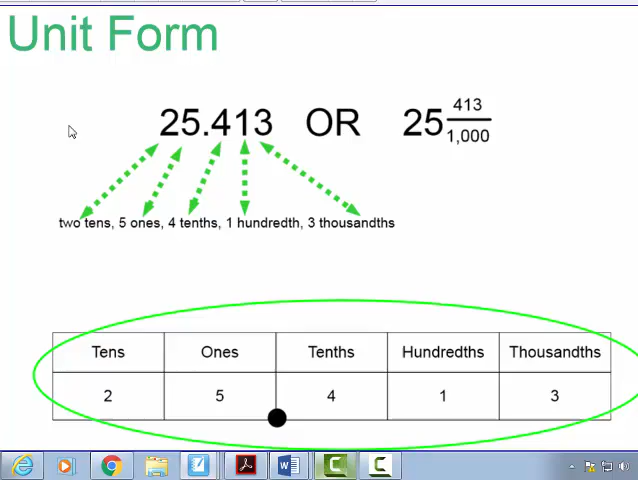 Unit Form
25.413 OR 25 413/1,000
two tens, 5 ones, 4 tenths, 1 hundredth, 3 thousandths
Tens Ones Tenths Hundredths Thousandths
2 5 4 1 3